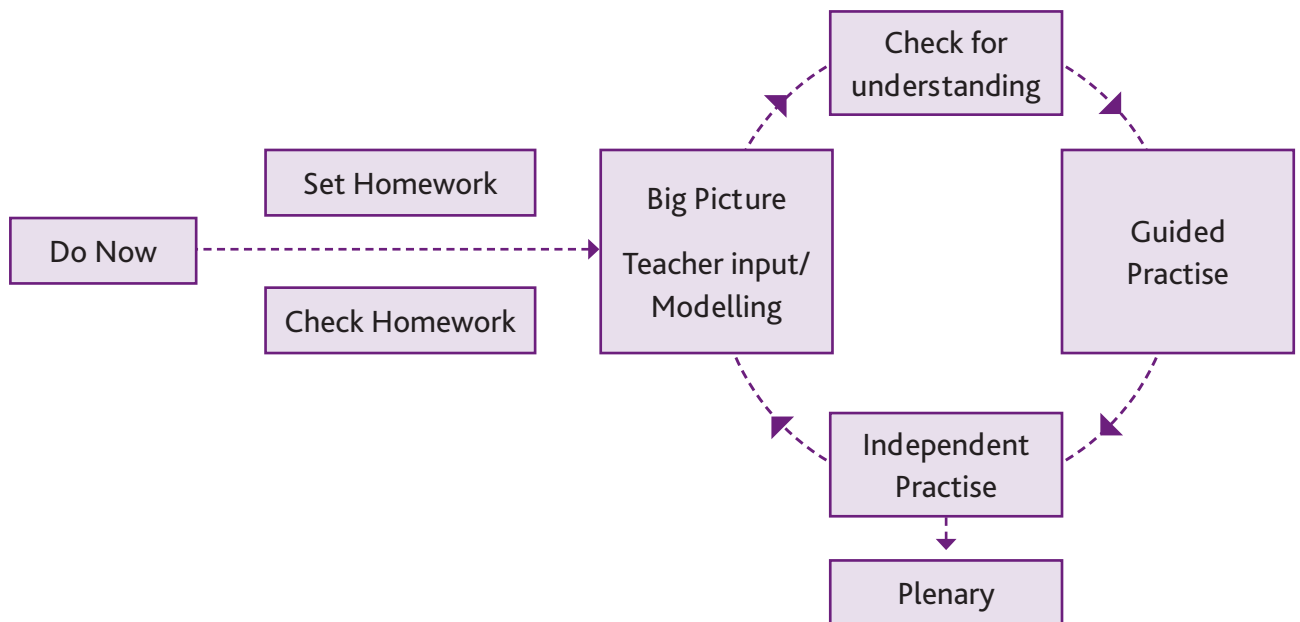 Do Now
Set Homework
Check Homework
Big Picture
Teacher input/
Modelling
Check for
understanding
Guided
Practise
Independent
Practise
Plenary